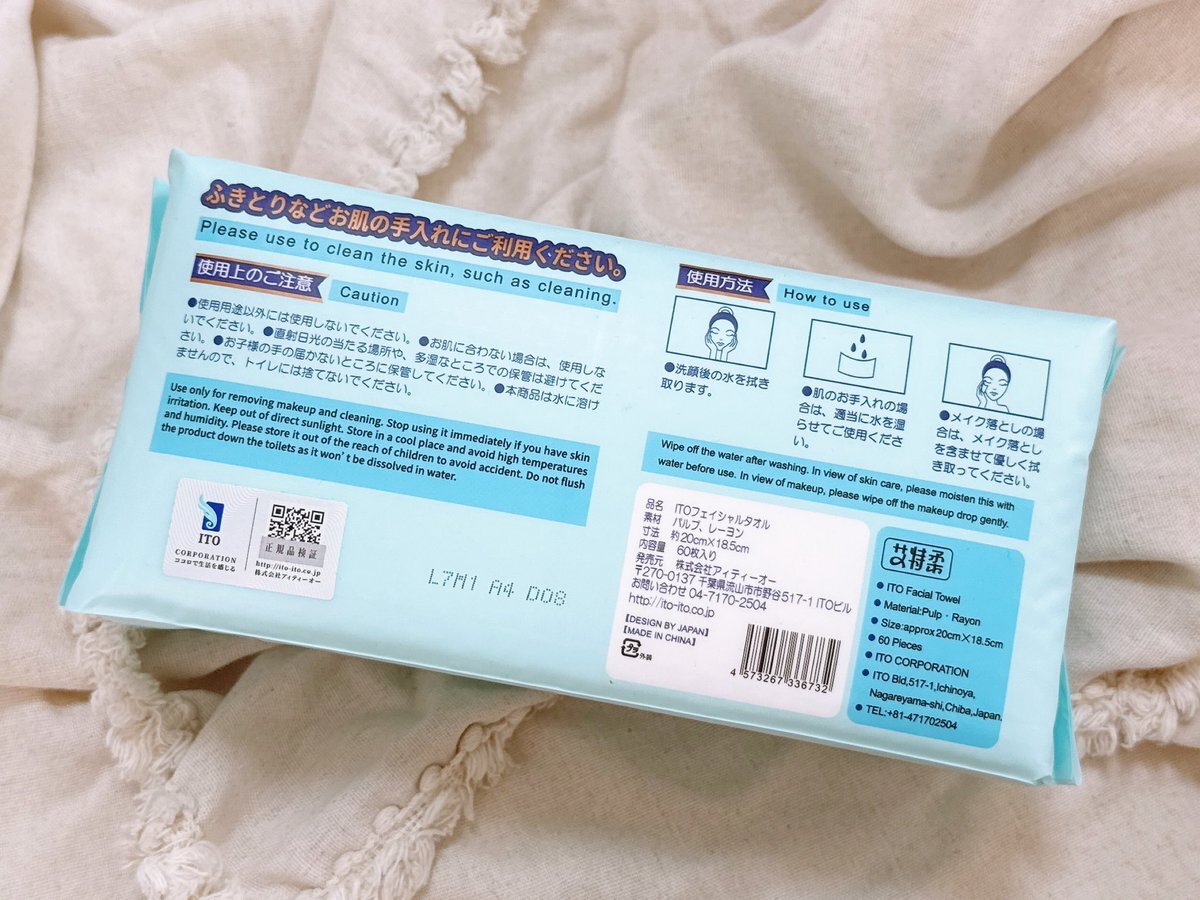 ふきとりなどお肌の手入れにご利用ください。
Please use to clean the skin, such as cleaning.
使用上のご注意
Caution
●使用用途以外には使用しないでください。●お肌に合わない場合は、使用しな
いでください。●直射日光の当たる場所や、多湿なところでの保管は避けてくだ
さい。●お子様の手の届かないところに保管してください。●本商品は水に溶け
ませんので、トイレには捨てないでください。
Use only for removing makeup and cleaning. Stop using it immediately if you have skin
irritation. Keep out of direct sunlight. Store in a cool place and avoid high temperatures
and humidity. Please store it out of the reach of children to avoid accident. Do not flush
the product down the toilets as it won't be dissolved in water.
ITO
CORPORATION
ココロで生活を感じる
正規品検証
http://ito-ito.co.jp
株式会社アイティーオー
L7M1 A4 D08
使用方法
How to use
●洗顔後の水を拭き
取ります。
●肌のお手入れの場
合は、適当に水を湿
らせてご使用くださ
い。
●メイク落としの場
合は、メイク落とし
を含ませて優しく拭
き取ってください。
Wipe off the water after washing. In view of skin care, please moisten this with
water before use. In view of makeup, please wipe off the makeup drop gently.
品名 ITOフェイシャルタオル
素材 パルプ、レーヨン
寸法 約20cm×18.5cm
内容量 60枚入り
発売元 株式会社アイティーオー
〒270-0137 千葉県流山市市野谷517-1 ITOビル
お問い合わせ 04-7170-2504
http://ito-ito.co.jp
【DESIGN BY JAPAN】
【MADE IN CHINA】
プラ 外装
4 573267 336732
艾特柔
● ITO Facial Towel
● Material:Pulp・Rayon
● Size:approx20cm×18.5cm
● 60 Pieces
● ITO CORPORATION
● ITO Bld,517-1,Ichinoya,
Nagareyama-shi,Chiba,Japan.
● TEL:+81-471702504